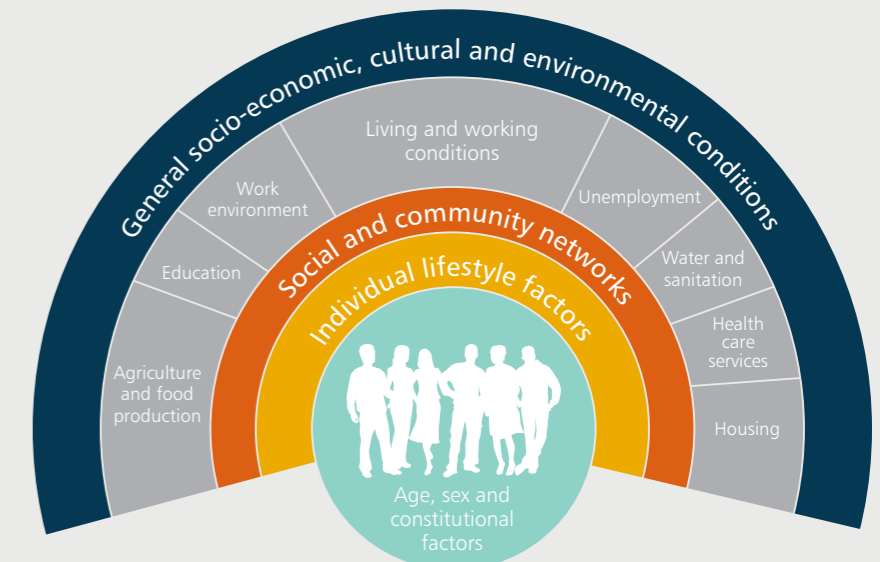 General socio-economic, cultural and environmental conditions
Living and working
conditions
Work
environment
Unemployment
Education
Water and
sanitation
Agriculture
and food
production
Health
care
services
Housing
Social and community networks
Individual lifestyle factors
Age, sex and
constitutional
factors